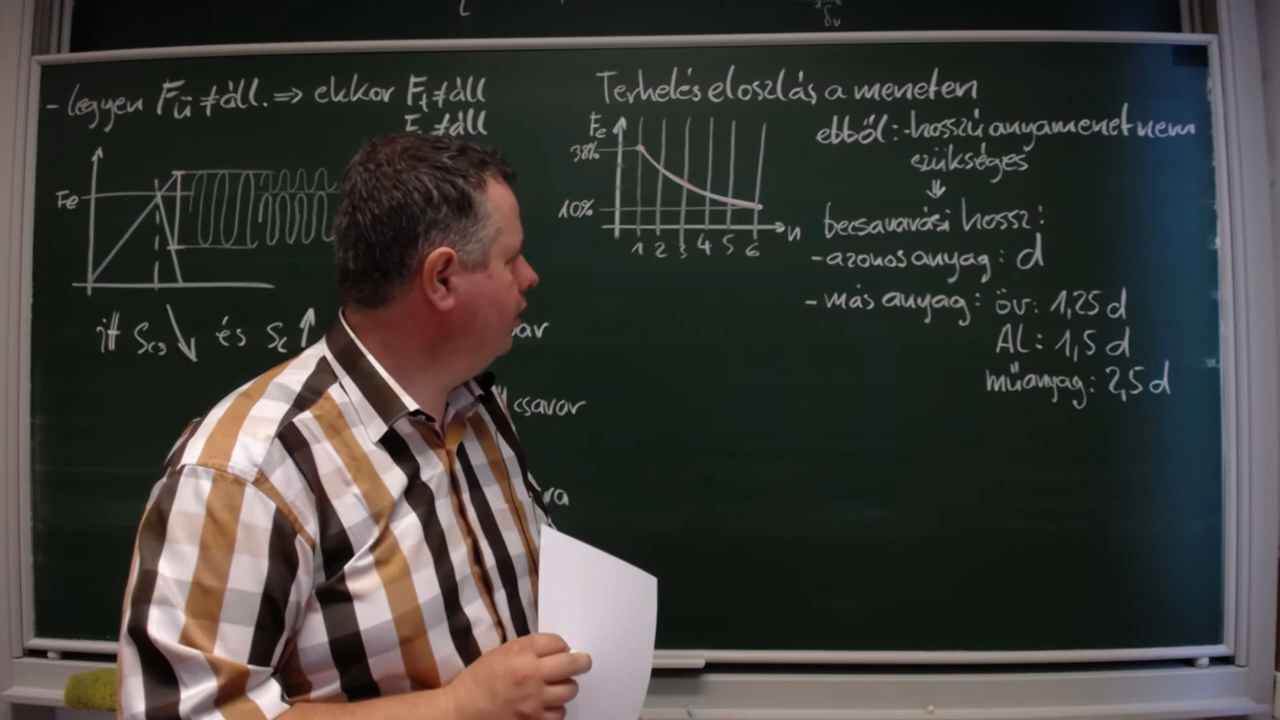 - legyen Fü ≠ áll. ⇒ ekkor Ft ≠ áll
≠ áll
Fe
itt Scs ↘ és Sc ↑
csavar
Terhelés eloszlás a meneten
Fe
38%
10%
1 2 3 4 5 6
n
ebből: - hosszú anyamenet nem
szükséges
⇓
becsavarási hossz:
- azonos anyag: d
- más anyag: öv: 1,25 d
AL: 1,5 d
műanyag: 2,5 d